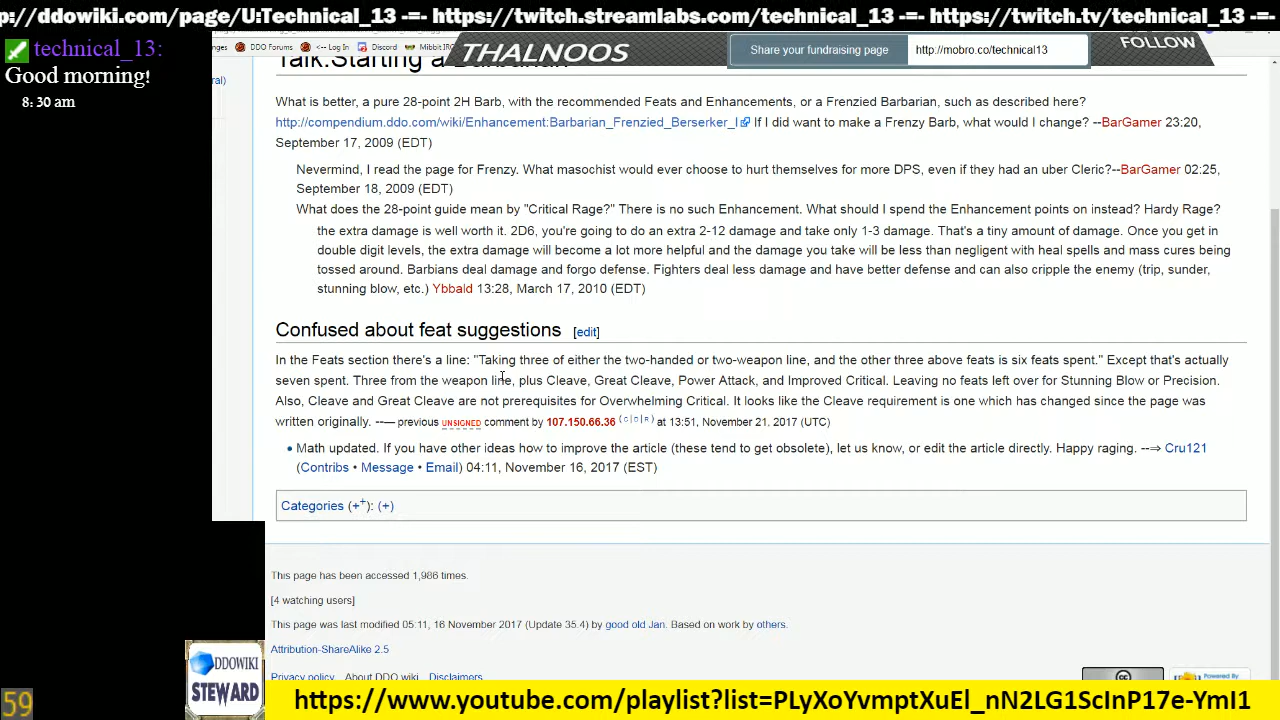 p://ddowiki.com/page/U:Technical_13 -=- https://twitch.streamlabs.com/technical_13 -=- https://twitch.tv/technical_13 -=-
technical_13:
Good morning!
8:30 am
DDO Forums <-- Log In Discord Mibbit IRC
THALNOOS
Share your fundraising page http://mobro.co/technical13
FOLLOW
Talk:Starting a Barbarian
What is better, a pure 28-point 2H Barb, with the recommended Feats and Enhancements, or a Frenzied Barbarian, such as described here?
http://compendium.ddo.com/wiki/Enhancement:Barbarian_Frenzied_Berserker_I If I did want to make a Frenzy Barb, what would I change? --BarGamer 23:20,
September 17, 2009 (EDT)
Nevermind, I read the page for Frenzy. What masochist would ever choose to hurt themselves for more DPS, even if they had an uber Cleric?--BarGamer 02:25,
September 18, 2009 (EDT)
What does the 28-point guide mean by "Critical Rage?" There is no such Enhancement. What should I spend the Enhancement points on instead? Hardy Rage?
the extra damage is well worth it. 2D6, you're going to do an extra 2-12 damage and take only 1-3 damage. That's a tiny amount of damage. Once you get in
double digit levels, the extra damage will become a lot more helpful and the damage you take will be less than negligent with heal spells and mass cures being
tossed around. Barbians deal damage and forgo defense. Fighters deal less damage and have better defense and can also cripple the enemy (trip, sunder,
stunning blow, etc.) Ybbald 13:28, March 17, 2010 (EDT)
Confused about feat suggestions [edit]
In the Feats section there's a line: "Taking three of either the two-handed or two-weapon line, and the other three above feats is six feats spent." Except that's actually
seven spent. Three from the weapon line, plus Cleave, Great Cleave, Power Attack, and Improved Critical. Leaving no feats left over for Stunning Blow or Precision.
Also, Cleave and Great Cleave are not prerequisites for Overwhelming Critical. It looks like the Cleave requirement is one which has changed since the page was
written originally. --— previous UNSIGNED comment by 107.150.66.36 (C|D|R) at 13:51, November 21, 2017 (UTC)
• Math updated. If you have other ideas how to improve the article (these tend to get obsolete), let us know, or edit the article directly. Happy raging. --⇒ Cru121
(Contribs • Message • Email) 04:11, November 16, 2017 (EST)
Categories (++): (+)
This page has been accessed 1,986 times.
[4 watching users]
This page was last modified 05:11, 16 November 2017 (Update 35.4) by good old Jan. Based on work by others.
Attribution-ShareAlike 2.5
Privacy policy About DDO wiki Disclaimers
cc
Powered By
DDOWIKI
STEWARD
59
https://www.youtube.com/playlist?list=PLyXoYvmptXuEl_nN2LG1ScInP17e-YmI1